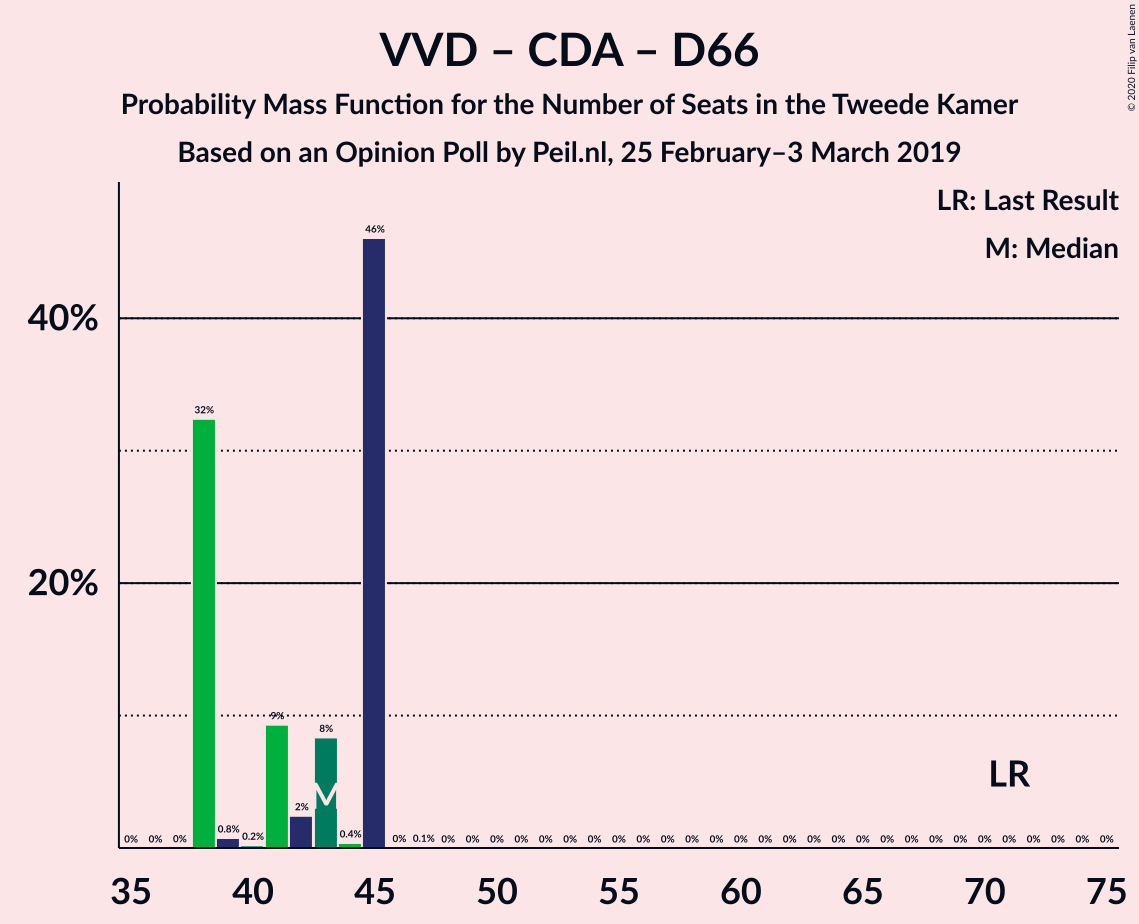 VVD – CDA – D66
Probability Mass Function for the Number of Seats in the Tweede Kamer
Based on an Opinion Poll by Peil.nl, 25 February–3 March 2019
© 2020 Filip van Laenen
LR: Last Result
M: Median
46%
40%
32%
20%
9%
8%
M
LR
2%
0% 0% 0% 0.8% 0.2% 0.4% 0% 0.1% 0% 0% 0% 0% 0% 0% 0% 0% 0% 0% 0% 0% 0% 0% 0% 0% 0% 0% 0% 0% 0% 0% 0% 0% 0% 0% 0% 0%
35 40 45 50 55 60 65 70 75